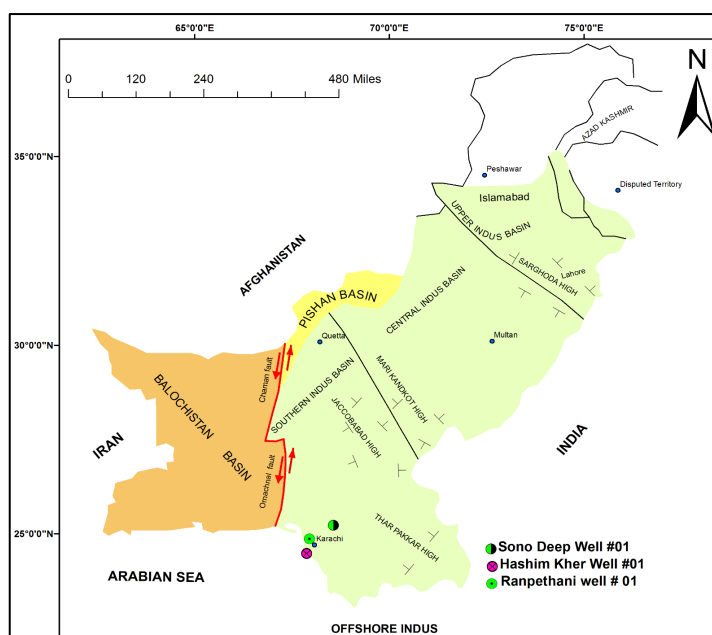 65°0'0"E
70°0'0"E
75°0'0"E
0 120 240 480 Miles
N
AZAD KASHMIR
35°0'0"N
Peshawar
Disputed Territory
Islamabad
UPPER INDUS BASIN
AFGHANISTAN
SARGHODA HIGH
Lahore
PISHAN BASIN
CENTRAL INDUS BASIN
30°0'0"N
Quetta
Multan
Chaman fault
BALOCHISTAN BASIN
SOUTHERN INDUS BASIN
MARI KANDKOT HIGH
JACCOBABAD HIGH
IRAN
INDIA
Omachnal fault
25°0'0"N
Karachi
THAR PAKKAR HIGH
Sono Deep Well #01
Hashim Kher Well #01
Ranpethani well # 01
ARABIAN SEA
OFFSHORE INDUS